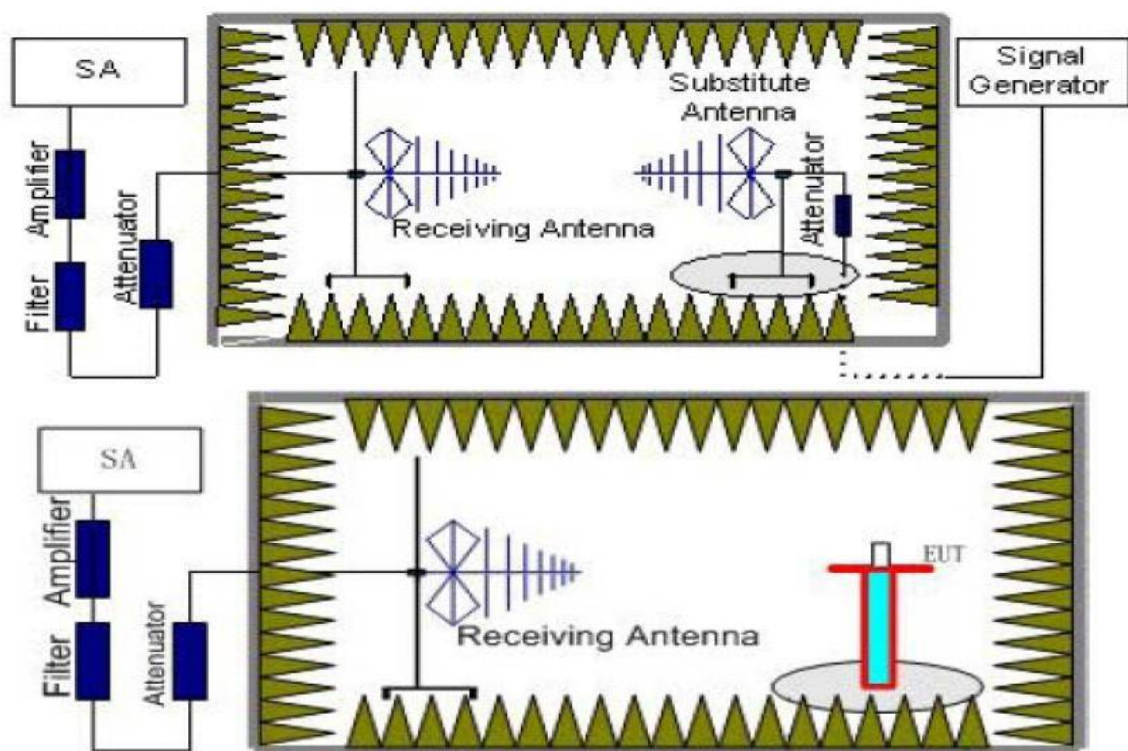 SA
Amplifier
Filter
Attenuator
Receiving Antenna
Substitute
Antenna
Attenuator
Signal
Generator
SA
Amplifier
Filter
Attenuator
Receiving Antenna
EUT